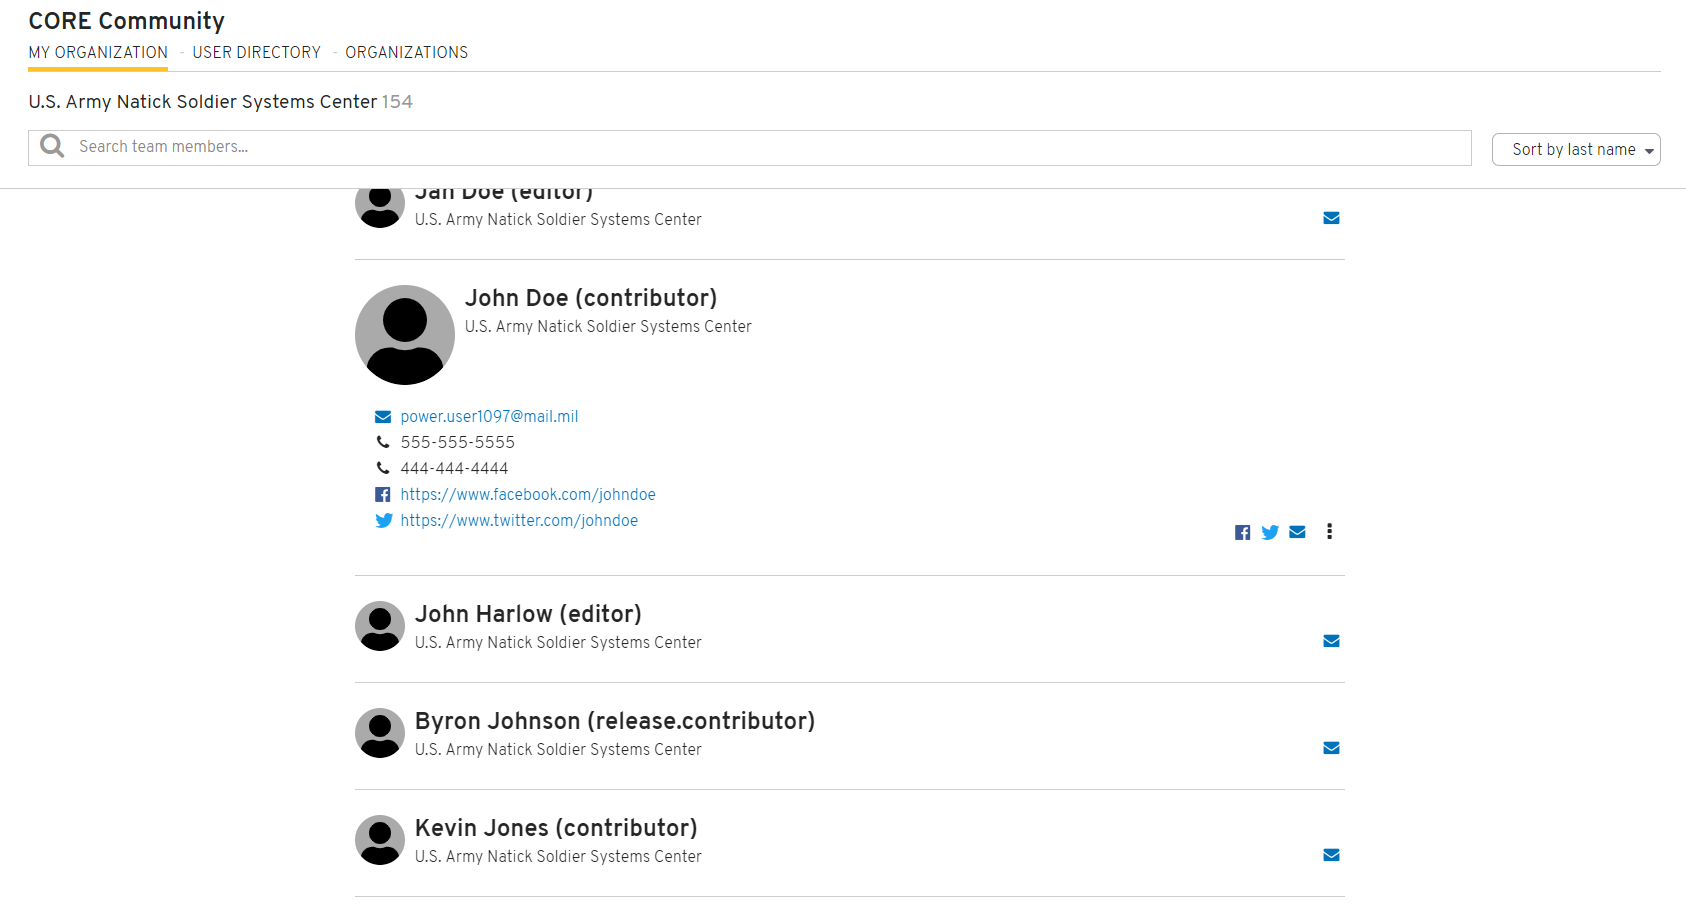 CORE Community
MY ORGANIZATION - USER DIRECTORY - ORGANIZATIONS
U.S. Army Natick Soldier Systems Center 154
Search team members...
Sort by last name
Jan Doe (editor)
U.S. Army Natick Soldier Systems Center
John Doe (contributor)
U.S. Army Natick Soldier Systems Center
power.user1097@mail.mil
555-555-5555
444-444-4444
https://www.facebook.com/johndoe
https://www.twitter.com/johndoe
John Harlow (editor)
U.S. Army Natick Soldier Systems Center
Byron Johnson (release.contributor)
U.S. Army Natick Soldier Systems Center
Kevin Jones (contributor)
U.S. Army Natick Soldier Systems Center